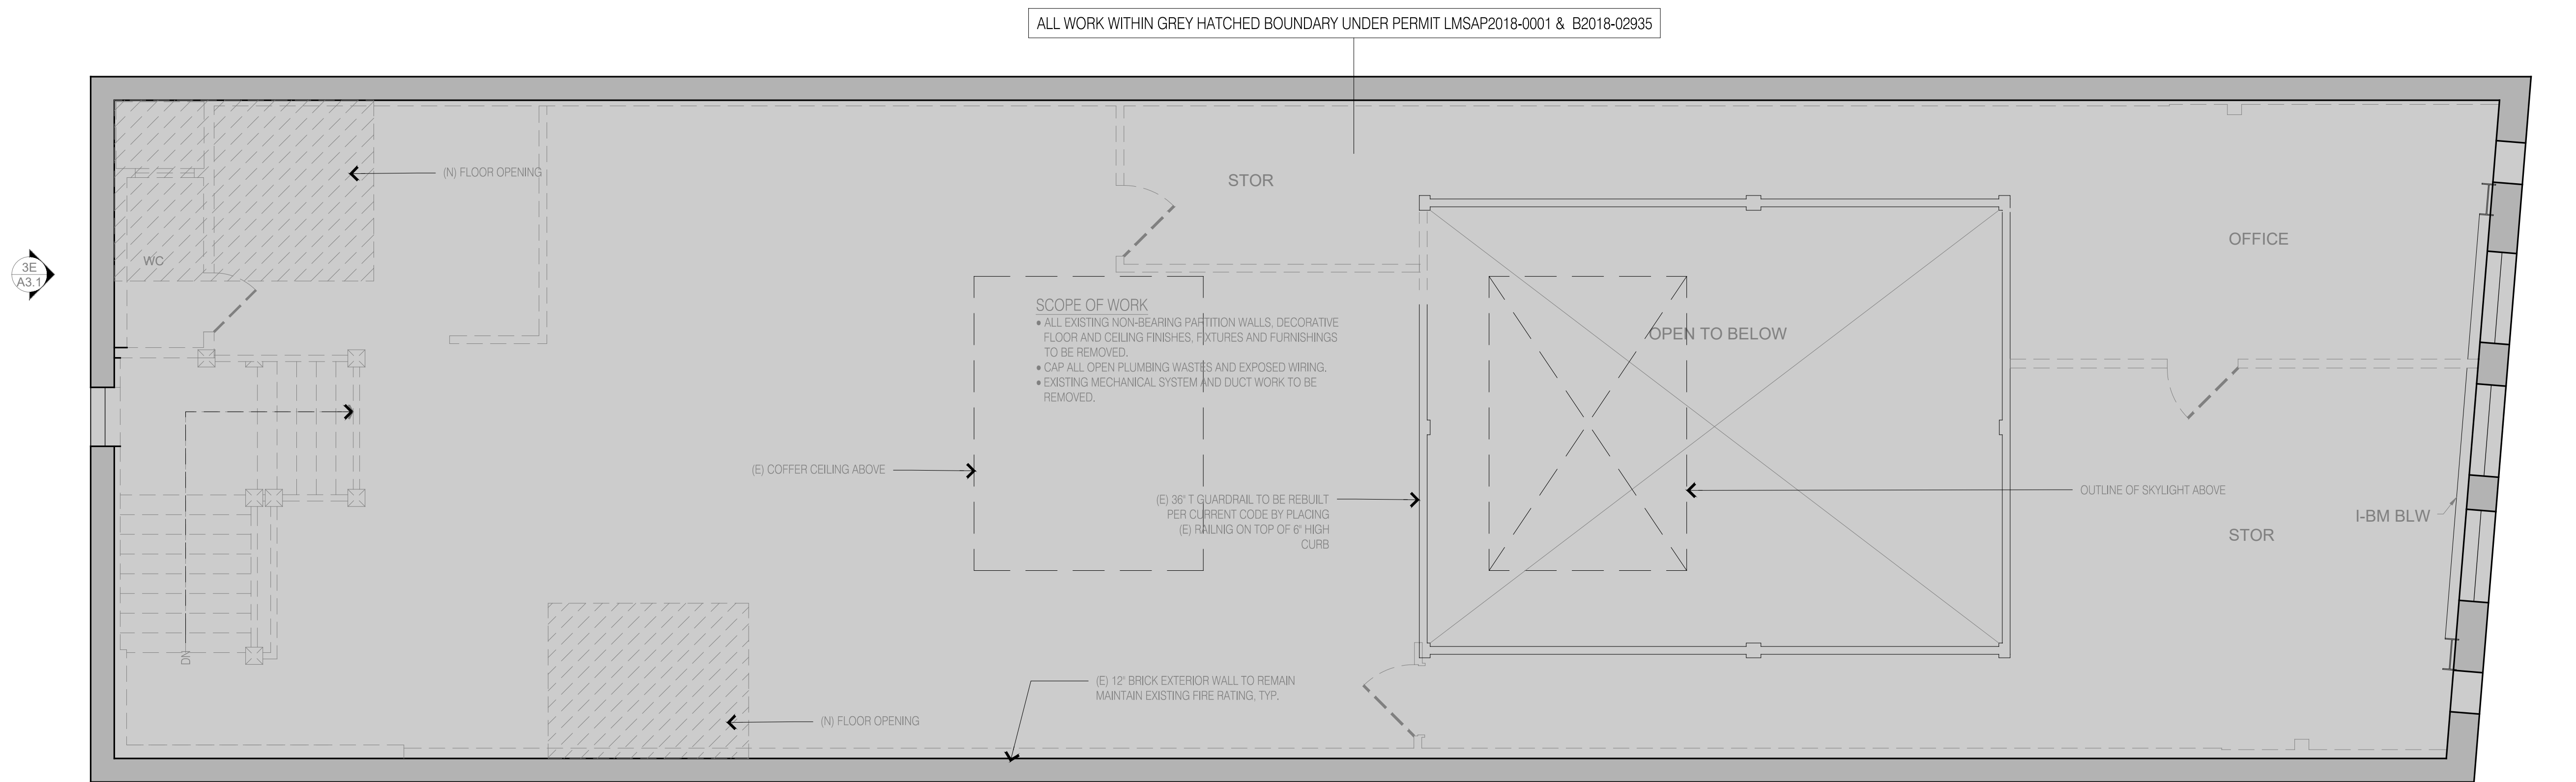 ALL WORK WITHIN GREY HATCHED BOUNDARY UNDER PERMIT LMSAP2018-0001 & B2018-02935
(N) FLOOR OPENING
STOR
OFFICE
WC
3E
A3.1
SCOPE OF WORK
• ALL EXISTING NON-BEARING PARTITION WALLS, DECORATIVE
FLOOR AND CEILING FINISHES, FIXTURES AND FURNISHINGS
TO BE REMOVED.
• CAP ALL OPEN PLUMBING WASTES AND EXPOSED WIRING.
• EXISTING MECHANICAL SYSTEM AND DUCT WORK TO BE
REMOVED.
OPEN TO BELOW
(E) COFFER CEILING ABOVE
(E) 36" T GUARDRAIL TO BE REBUILT
PER CURRENT CODE BY PLACING
(E) RAILNIG ON TOP OF 6" HIGH
CURB
OUTLINE OF SKYLIGHT ABOVE
I-BM BLW
STOR
DN
(E) 12" BRICK EXTERIOR WALL TO REMAIN
MAINTAIN EXISTING FIRE RATING, TYP.
(N) FLOOR OPENING